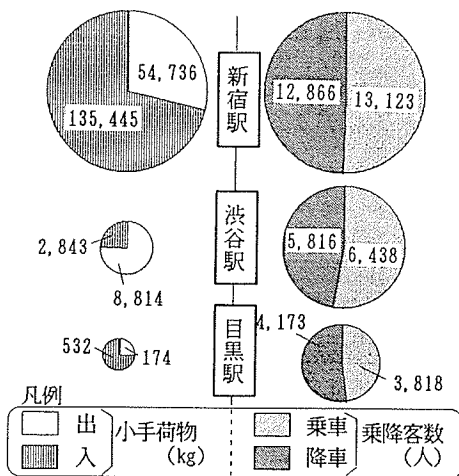 54,736
135,445
新宿駅
12,866
13,123
2,843
8,814
渋谷駅
5,816
6,438
532
174
目黒駅
4,173
3,818
凡例
出
入
小手荷物
(kg)
乗車
降車
乗降客数
(人)